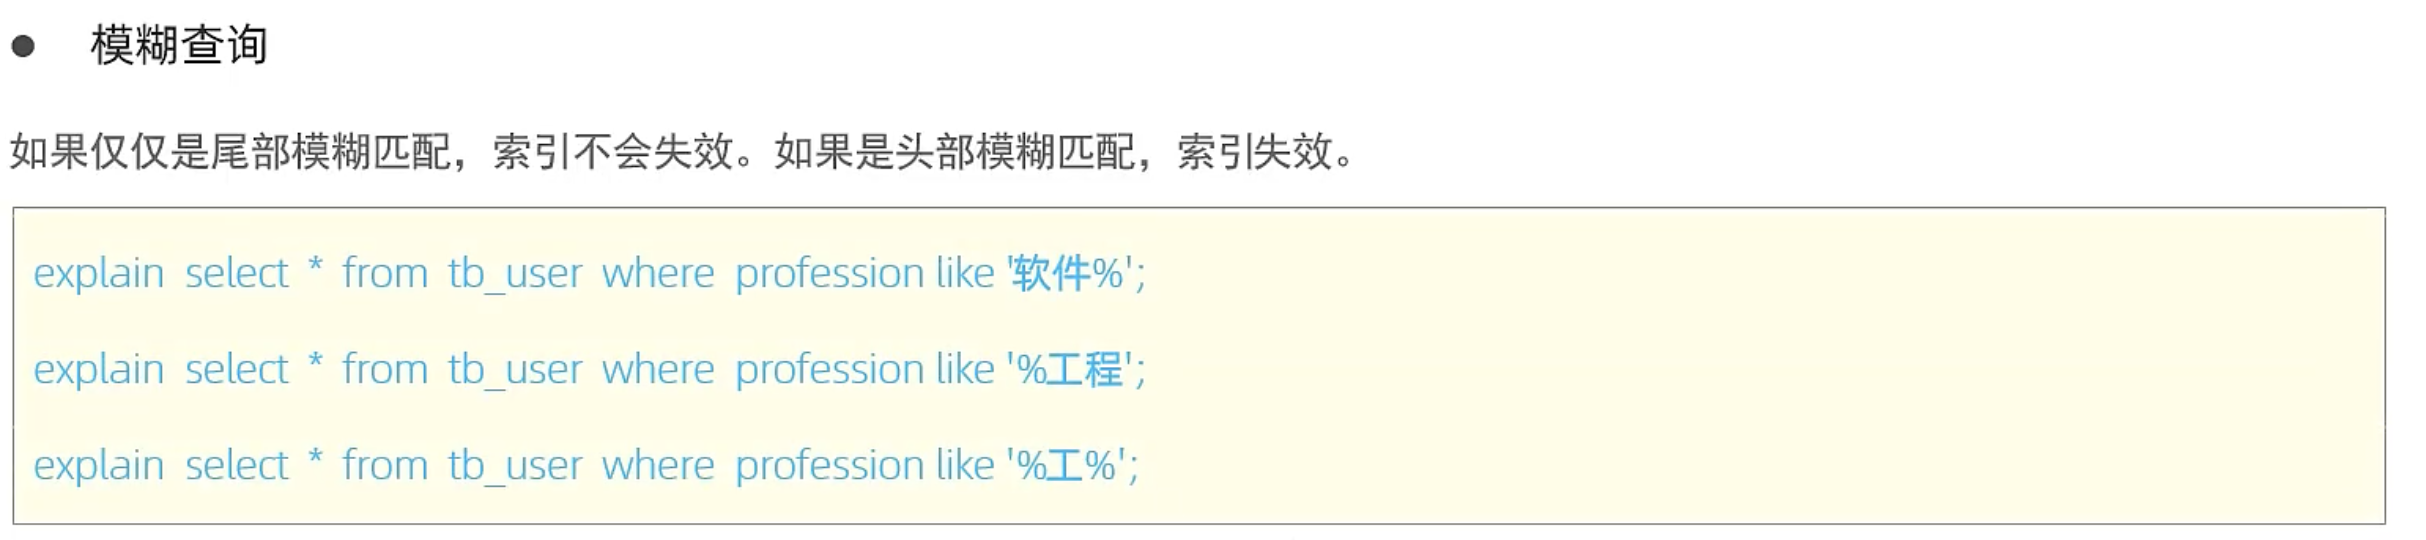 ● 模糊查询
如果仅仅是尾部模糊匹配，索引不会失效。如果是头部模糊匹配，索引失效。
explain select * from tb_user where profession like '软件%';
explain select * from tb_user where profession like '%工程';
explain select * from tb_user where profession like '%工%';